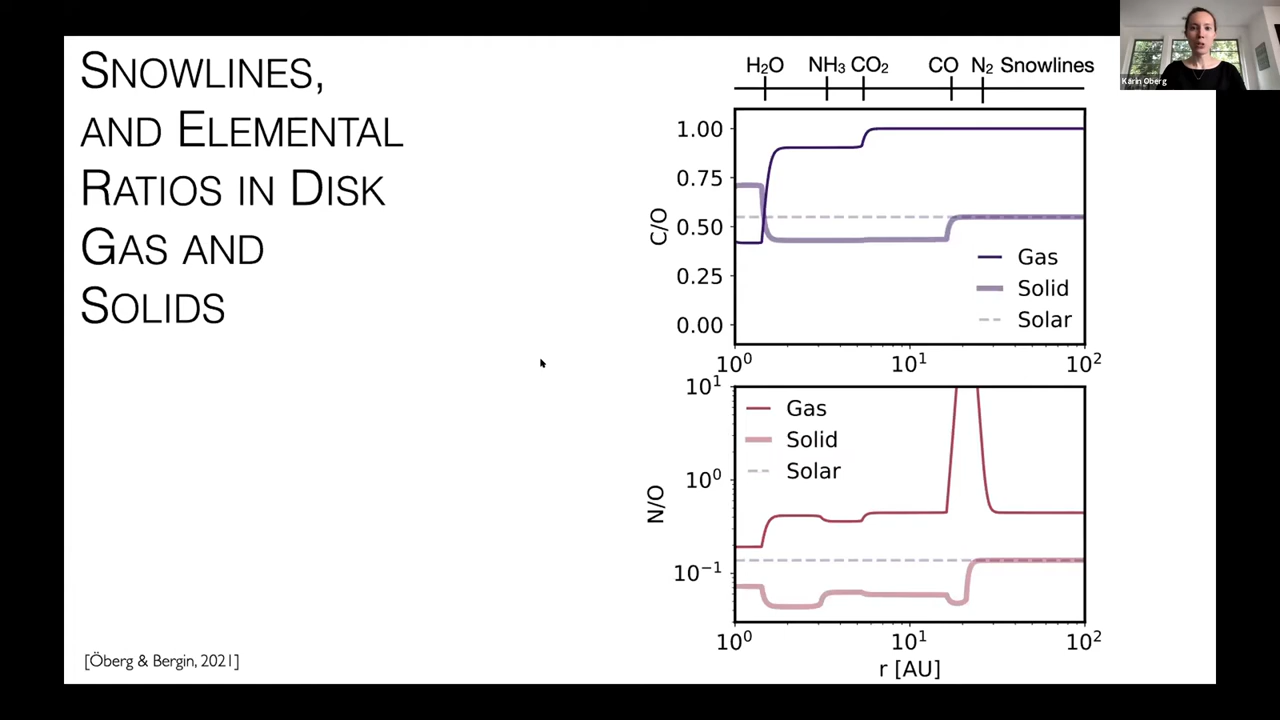 SNOWLINES,
AND ELEMENTAL
RATIOS IN DISK
GAS AND
SOLIDS
H₂O NH₃ CO₂ CO N₂ Snowlines
1.00
0.75
0.50
0.25
0.00
C/O
Gas
Solid
Solar
10⁰ 10¹ 10²
10¹
10⁰
10⁻¹
N/O
Gas
Solid
Solar
10⁰ 10¹ 10²
r [AU]
[Öberg & Bergin, 2021]
Karin Öberg